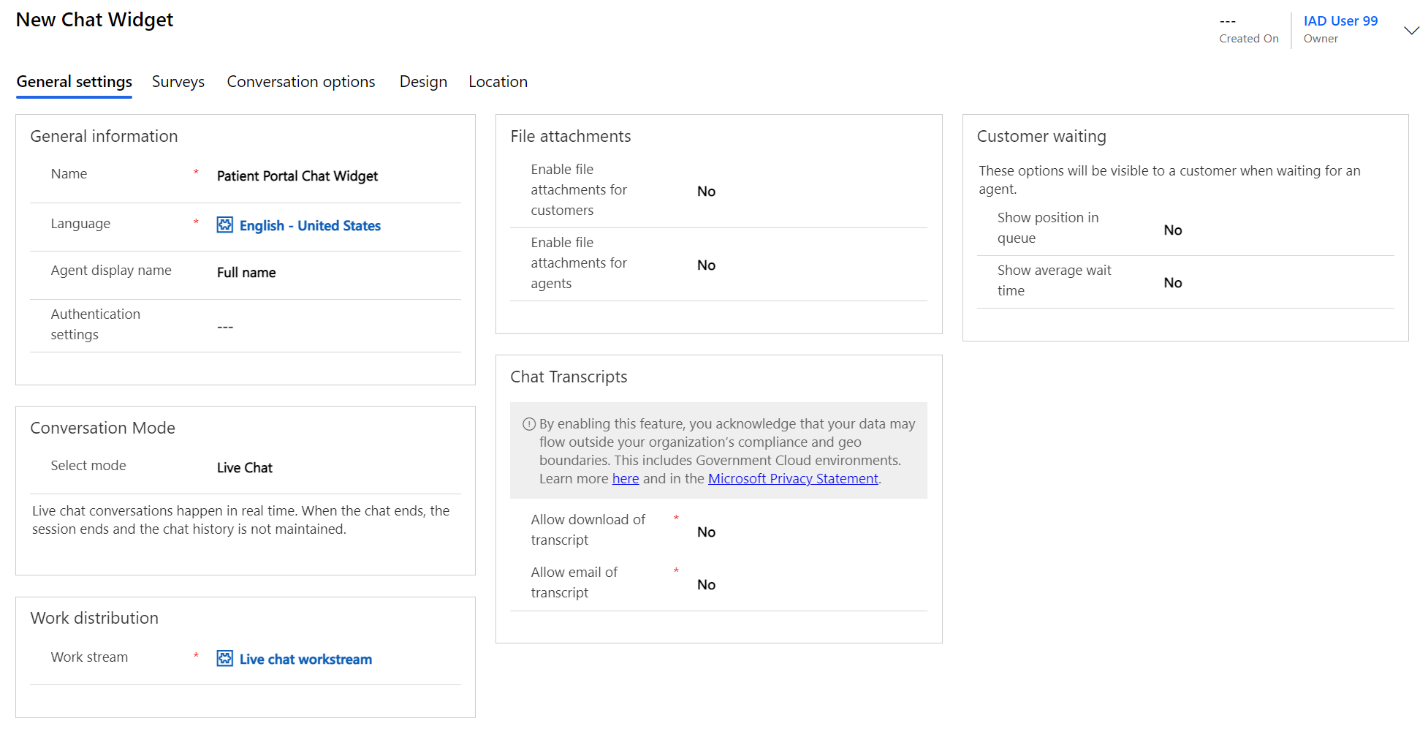 New Chat Widget
---
Created On
IAD User 99
Owner
General settings
Surveys
Conversation options
Design
Location
General information
Name
*
Patient Portal Chat Widget
Language
*
English - United States
Agent display name
Full name
Authentication
settings
---
Conversation Mode
Select mode
Live Chat
Live chat conversations happen in real time. When the chat ends, the
session ends and the chat history is not maintained.
Work distribution
Work stream
*
Live chat workstream
File attachments
Enable file
attachments for
customers
No
Enable file
attachments for
agents
No
Chat Transcripts
By enabling this feature, you acknowledge that your data may
flow outside your organization's compliance and geo
boundaries. This includes Government Cloud environments.
Learn more here and in the Microsoft Privacy Statement.
Allow download of
transcript
*
No
Allow email of
transcript
*
No
Customer waiting
These options will be visible to a customer when waiting for an
agent.
Show position in
queue
No
Show average wait
time
No